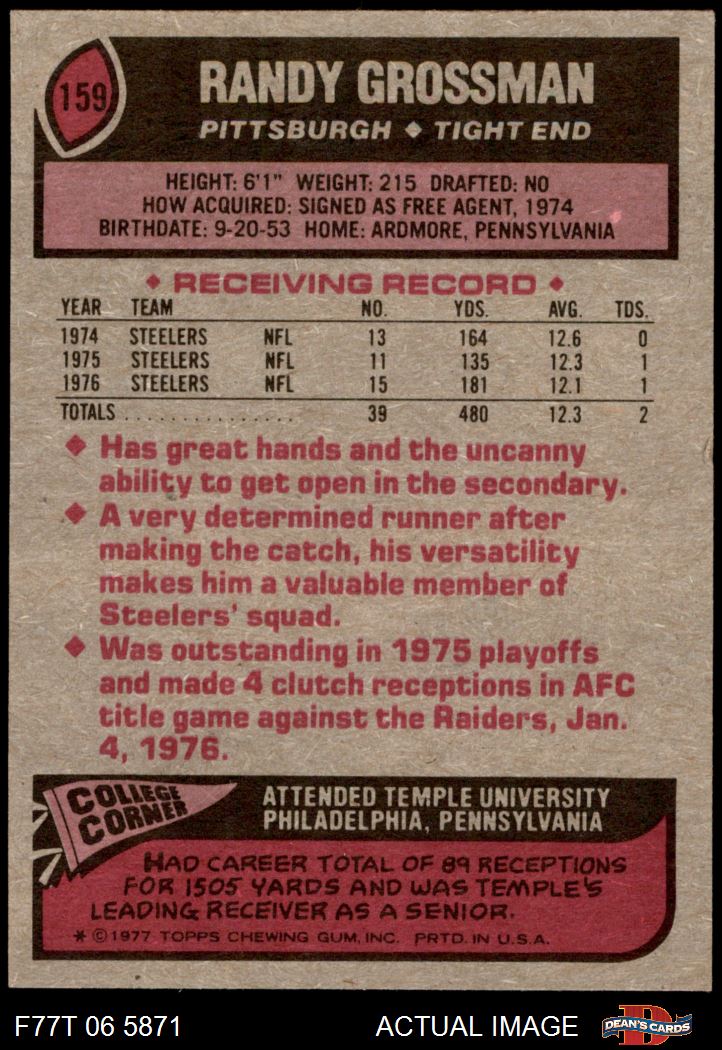 159
RANDY GROSSMAN
PITTSBURGH ◆ TIGHT END
HEIGHT: 6'1" WEIGHT: 215 DRAFTED: NO
HOW ACQUIRED: SIGNED AS FREE AGENT, 1974
BIRTHDATE: 9-20-53 HOME: ARDMORE, PENNSYLVANIA
◆ RECEIVING RECORD ◆
YEAR TEAM NO. YDS. AVG. TDS.
1974 STEELERS NFL 13 164 12.6 0
1975 STEELERS NFL 11 135 12.3 1
1976 STEELERS NFL 15 181 12.1 1
TOTALS . . . . . . . . . . . . . . . 39 480 12.3 2
◆ Has great hands and the uncanny
ability to get open in the secondary.
◆ A very determined runner after
making the catch, his versatility
makes him a valuable member of
Steelers' squad.
◆ Was outstanding in 1975 playoffs
and made 4 clutch receptions in AFC
title game against the Raiders, Jan.
4, 1976.
COLLEGE
CORNER
ATTENDED TEMPLE UNIVERSITY
PHILADELPHIA, PENNSYLVANIA
HAD CAREER TOTAL OF 89 RECEPTIONS
FOR 1505 YARDS AND WAS TEMPLE'S
LEADING RECEIVER AS A SENIOR.
* © 1977 TOPPS CHEWING GUM, INC. PRTD. IN U.S.A.
F77T 06 5871 ACTUAL IMAGE
D
DEAN'S CARDS